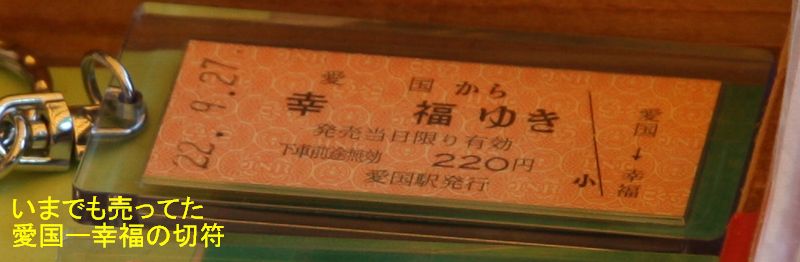 22.-9.27
愛国から
幸福ゆき
発売当日限り有効
下車前途無効 220円
愛国駅発行
小
愛国→幸福
いまでも売ってた
愛国―幸福の切符